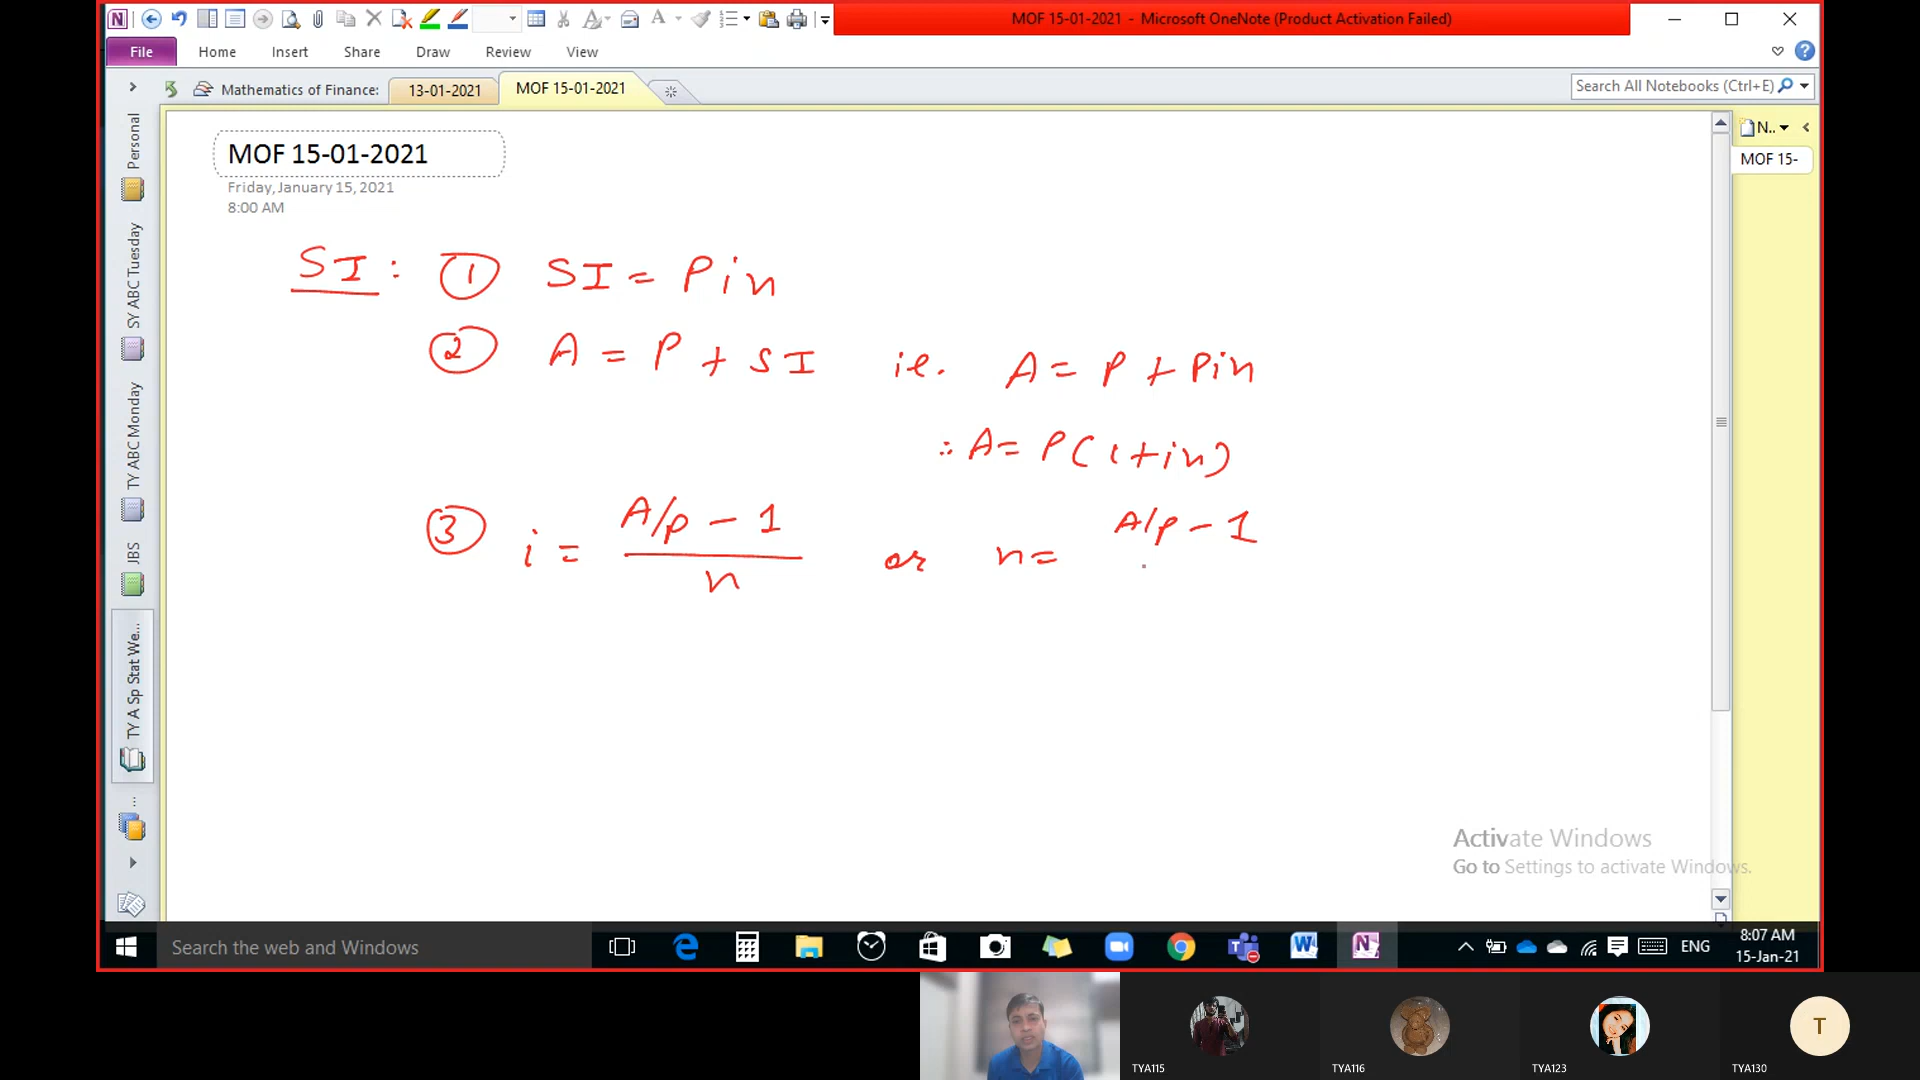 MOF 15-01-2021 - Microsoft OneNote (Product Activation Failed)
File Home Insert Share Draw Review View
Mathematics of Finance: 13-01-2021 MOF 15-01-2021
Search All Notebooks (Ctrl+E)
N..
MOF 15-
Personal
SY ABC Tuesday
TY ABC Monday
JBS
TY A Sp Stat We...
MOF 15-01-2021
Friday, January 15, 2021
8:00 AM
SI : ① SI = Pin
② A = P + SI ie. A = P + Pin
∴ A = P(1+in)
③ i = (A/p - 1)/n or n = A/p - 1
Activate Windows
Go to Settings to activate Windows.
Search the web and Windows
ENG
8:07 AM
15-Jan-21
T
TYA115 TYA116 TYA123 TYA130